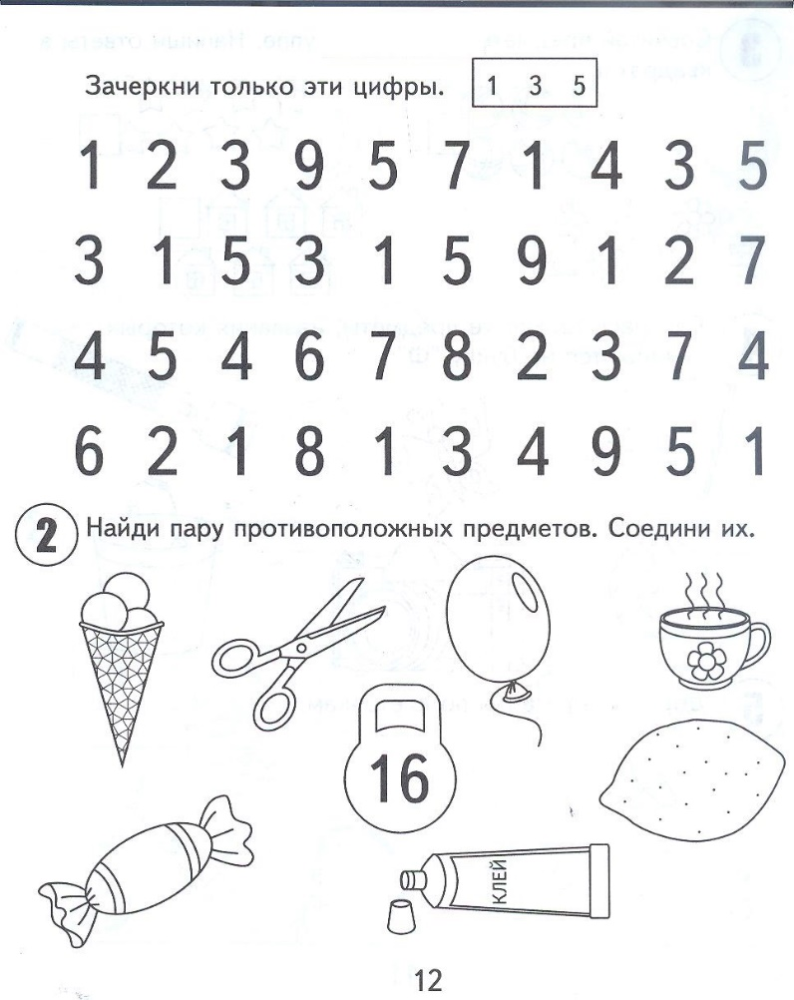 Зачеркни только эти цифры. 1 3 5
1 2 3 9 5 7 1 4 3 5
3 1 5 3 1 5 9 1 2 7
4 5 4 6 7 8 2 3 7 4
6 2 1 8 1 3 4 9 5 1
2 Найди пару противоположных предметов. Соедини их.
16
КЛЕЙ
12